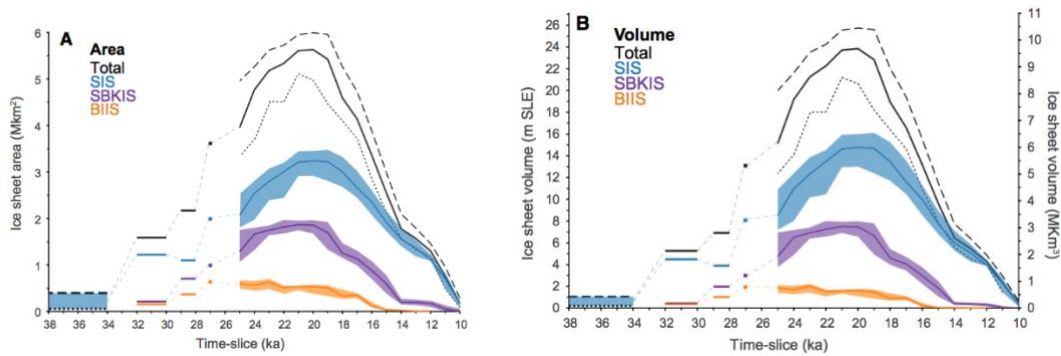 A
Area
Total
SIS
SBKIS
BIIS
Ice sheet area (Mkm²)
6
5
4
3
2
1
0
38 36 34 32 30 28 26 24 22 20 18 16 14 12 10
Time-slice (ka)
B
Volume
Total
SIS
SBKIS
BIIS
Ice sheet volume (m SLE)
26
24
22
20
18
16
14
12
10
8
6
4
2
0
38 36 34 32 30 28 26 24 22 20 18 16 14 12 10
Time-slice (ka)
11
10
9
8
7
6
5
4
3
2
1
0
Ice sheet volume (MKm³)